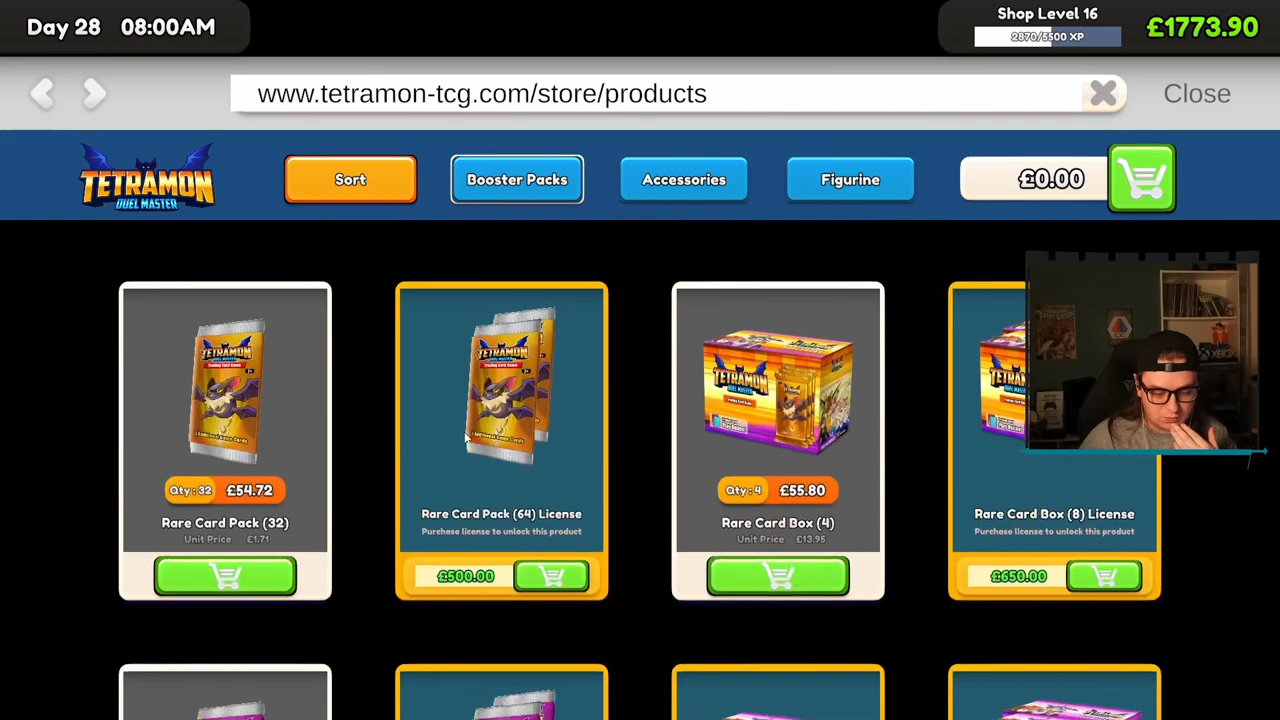 Day 28 08:00AM
Shop Level 16
2870/5500 XP
£1773.90
www.tetramon-tcg.com/store/products
Close
TETRAMON
DUEL MASTER
Sort
Booster Packs
Accessories
Figurine
£0.00
TETRAMON
TETRAMON
TETRAMON
Qty : 32 £54.72
Rare Card Pack (32)
Unit Price £1.71
Rare Card Pack (64) License
Purchase license to unlock this product
£500.00
Qty : 4 £55.80
Rare Card Box (4)
Unit Price £13.95
Rare Card Box (8) License
Purchase license to unlock this product
£650.00